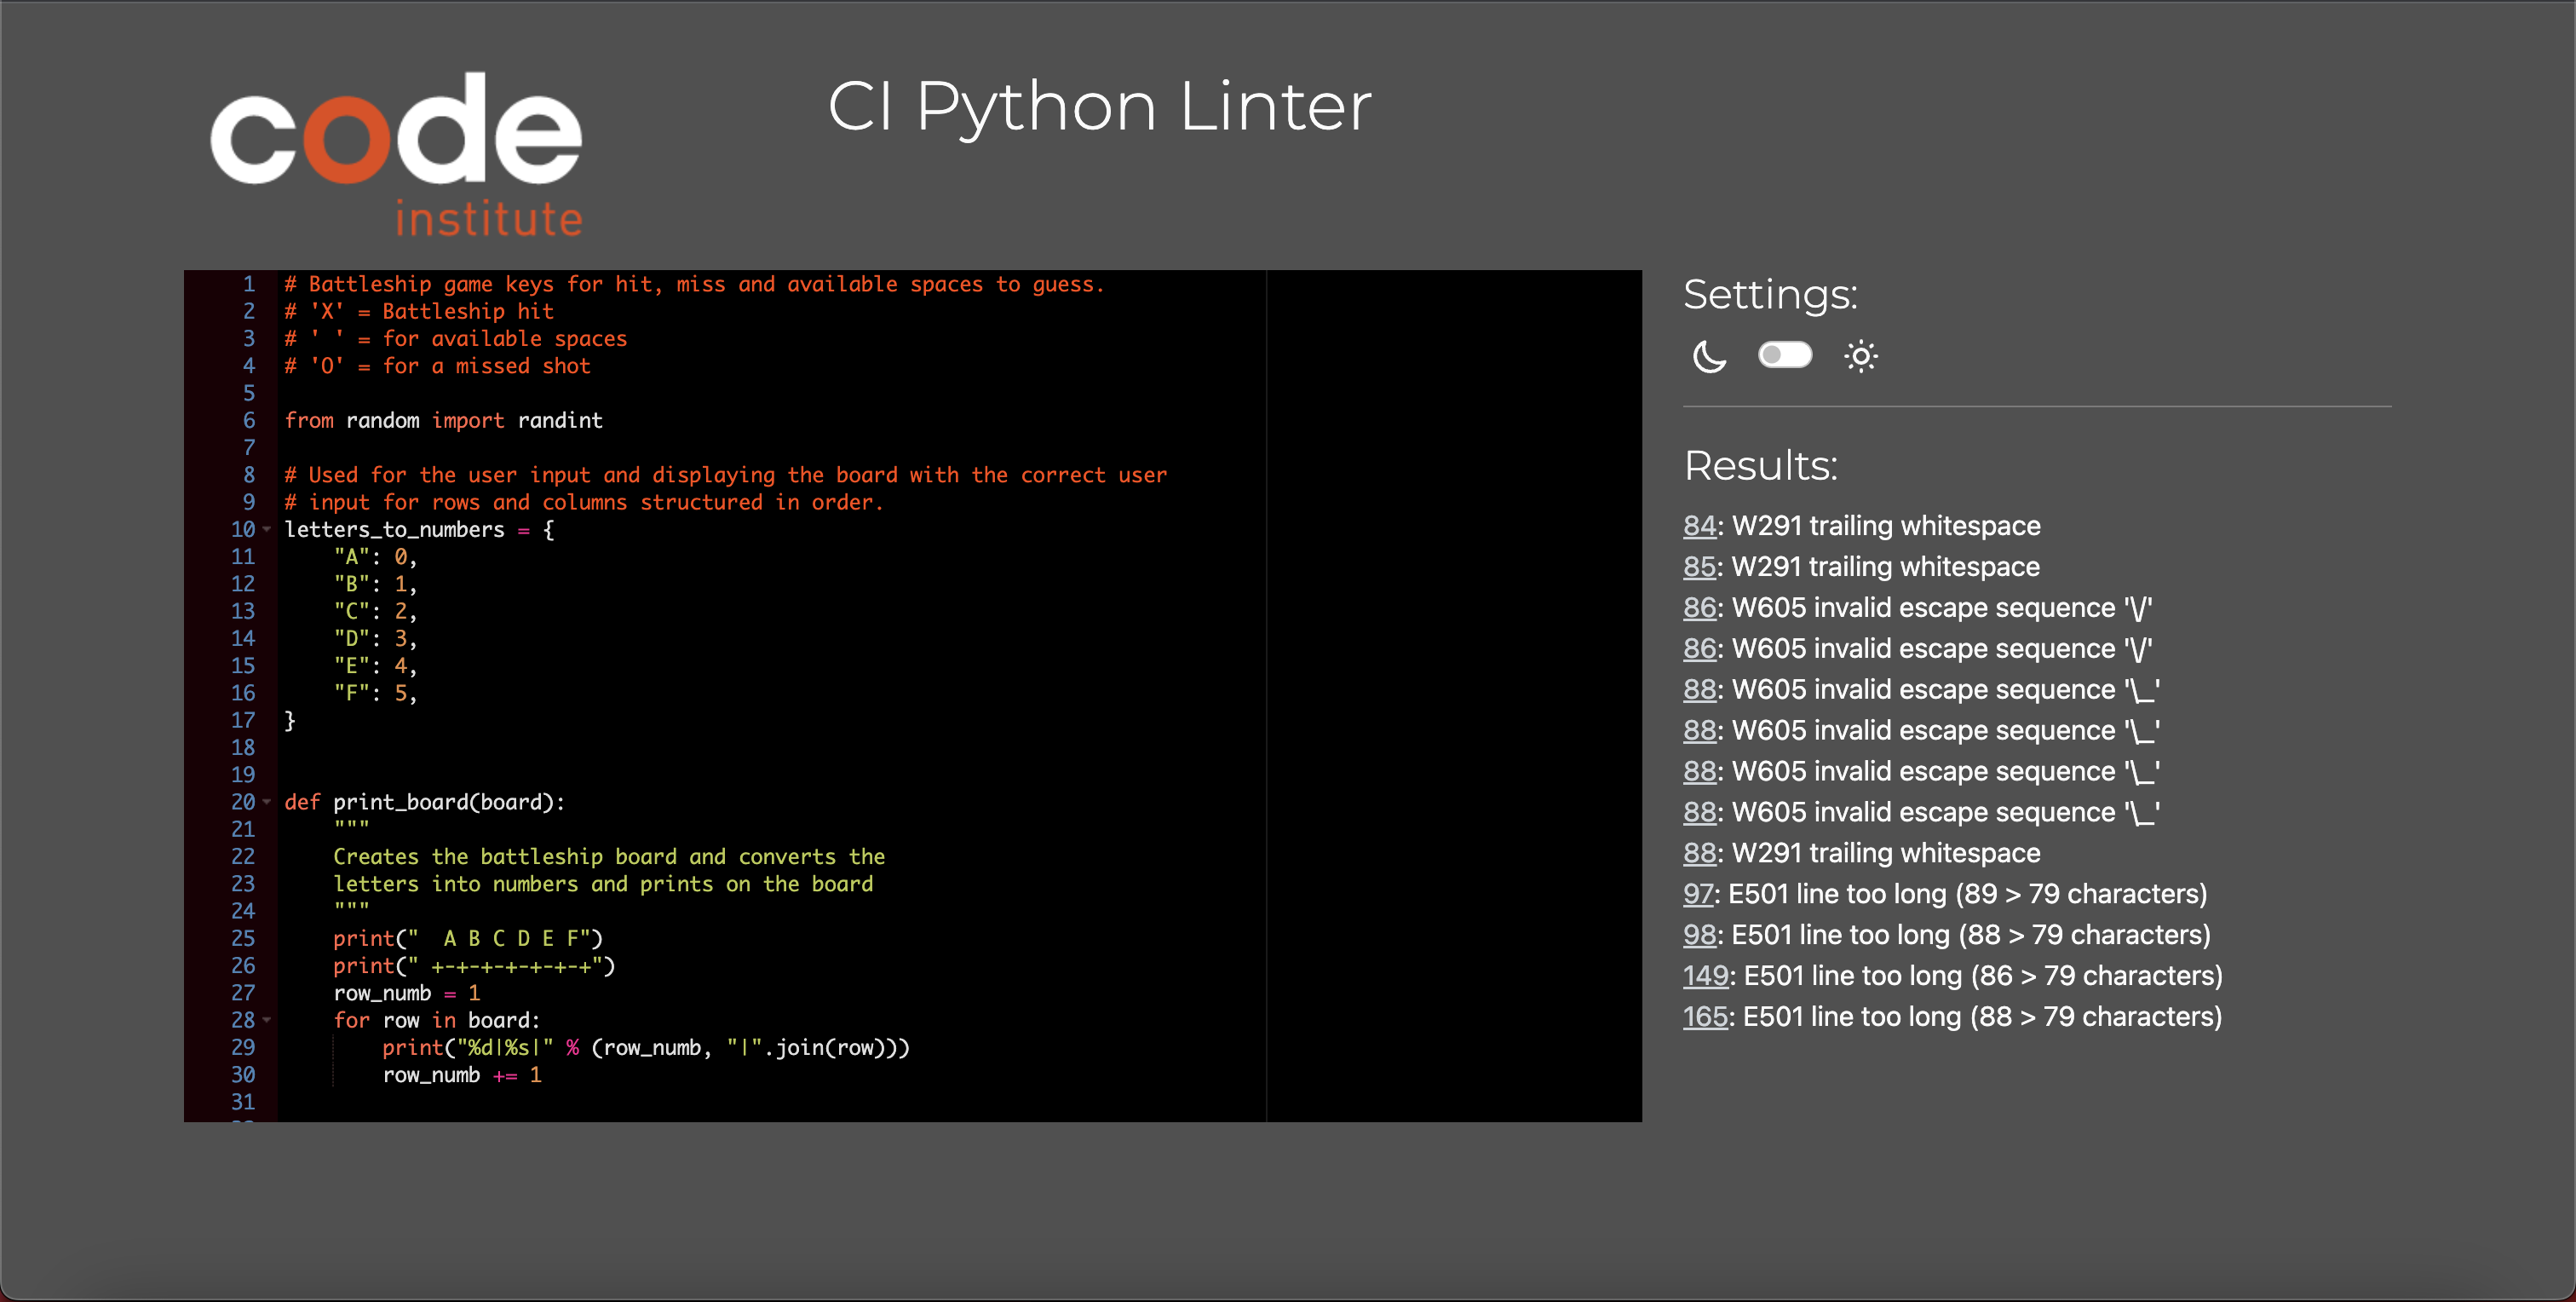 code
institute
CI Python Linter
1 # Battleship game keys for hit, miss and available spaces to guess.
2 # 'X' = Battleship hit
3 # ' ' = for available spaces
4 # 'O' = for a missed shot
5
6 from random import randint
7
8 # Used for the user input and displaying the board with the correct user
9 # input for rows and columns structured in order.
10 letters_to_numbers = {
11     "A": 0,
12     "B": 1,
13     "C": 2,
14     "D": 3,
15     "E": 4,
16     "F": 5,
17 }
18
19
20 def print_board(board):
21     """
22     Creates the battleship board and converts the
23     letters into numbers and prints on the board
24     """
25     print("  A B C D E F")
26     print(" +-+-+-+-+-+-+")
27     row_numb = 1
28     for row in board:
29         print("%d|%s|" % (row_numb, "|".join(row)))
30         row_numb += 1
31
Settings:
Results:
84: W291 trailing whitespace
85: W291 trailing whitespace
86: W605 invalid escape sequence '\/'
86: W605 invalid escape sequence '\/'
88: W605 invalid escape sequence '\_'
88: W605 invalid escape sequence '\_'
88: W605 invalid escape sequence '\_'
88: W605 invalid escape sequence '\_'
88: W291 trailing whitespace
97: E501 line too long (89 > 79 characters)
98: E501 line too long (88 > 79 characters)
149: E501 line too long (86 > 79 characters)
165: E501 line too long (88 > 79 characters)